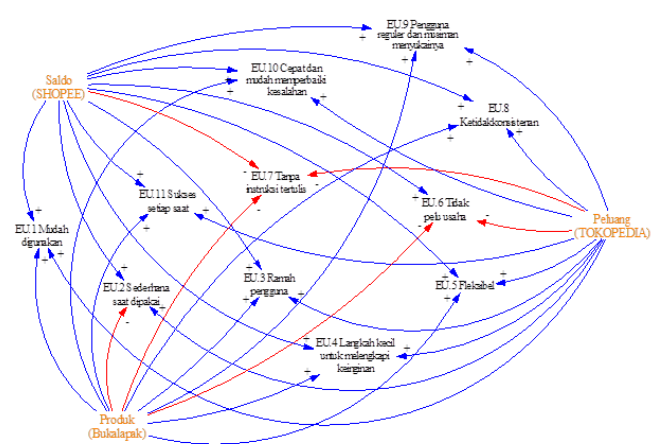 EU.9 Pengguna
reguler dan musiman
menyukainya
EU.10 Cepat dan
mudah memperbaiki
kesalahan
Saldo
(SHOPEE)
EU.8
Ketidakkonsistenan
EU.7 Tanpa
instruksi tertulis
EU.11 Sukses
setiap saat
EU.6 Tidak
perlu usaha
Peluang
(TOKOPEDIA)
EU.1 Mudah
digunakan
EU.3 Ramah
pengguna
EU.2 Sederhana
saat dipakai
EU.5 Fleksibel
EU.4 Langkah kecil
untuk melengkapi
keinginan
Produk
(Bukalapak)